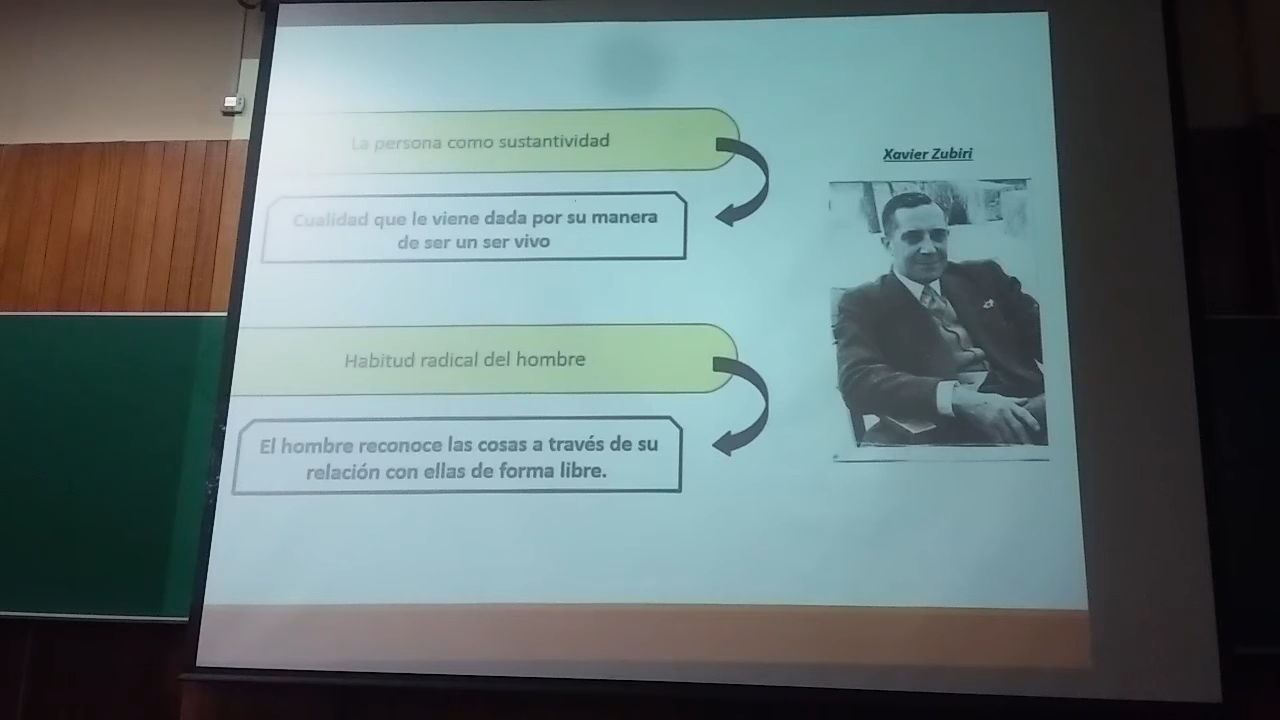 La persona como sustantividad
Cualidad que le viene dada por su manera
de ser un ser vivo
Xavier Zubiri
Habitud radical del hombre
El hombre reconoce las cosas a través de su
relación con ellas de forma libre.